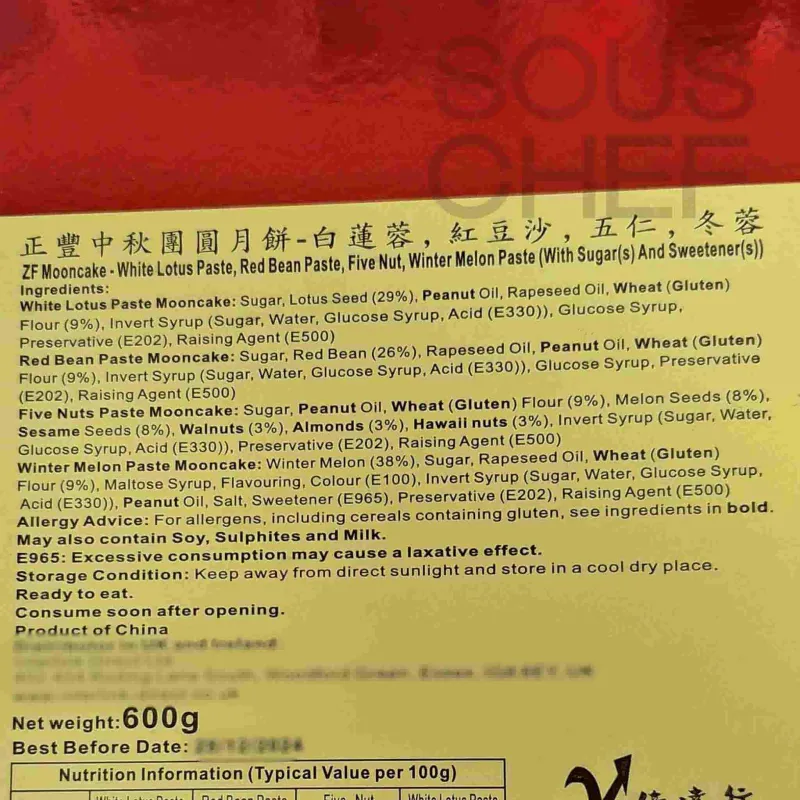 SOUS
CHEF
正豐中秋團圓月餅-白蓮蓉,紅豆沙,五仁,冬蓉
ZF Mooncake - White Lotus Paste, Red Bean Paste, Five Nut, Winter Melon Paste (With Sugar(s) And Sweetener(s))
Ingredients:
White Lotus Paste Mooncake: Sugar, Lotus Seed (29%), Peanut Oil, Rapeseed Oil, Wheat (Gluten)
Flour (9%), Invert Syrup (Sugar, Water, Glucose Syrup, Acid (E330)), Glucose Syrup,
Preservative (E202), Raising Agent (E500)
Red Bean Paste Mooncake: Sugar, Red Bean (26%), Rapeseed Oil, Peanut Oil, Wheat (Gluten)
Flour (9%), Invert Syrup (Sugar, Water, Glucose Syrup, Acid (E330)), Glucose Syrup, Preservative
(E202), Raising Agent (E500)
Five Nuts Paste Mooncake: Sugar, Peanut Oil, Wheat (Gluten) Flour (9%), Melon Seeds (8%),
Sesame Seeds (8%), Walnuts (3%), Almonds (3%), Hawaii nuts (3%), Invert Syrup (Sugar, Water,
Glucose Syrup, Acid (E330)), Preservative (E202), Raising Agent (E500)
Winter Melon Paste Mooncake: Winter Melon (38%), Sugar, Rapeseed Oil, Wheat (Gluten)
Flour (9%), Maltose Syrup, Flavouring, Colour (E100), Invert Syrup (Sugar, Water, Glucose Syrup,
Acid (E330)), Peanut Oil, Salt, Sweetener (E965), Preservative (E202), Raising Agent (E500)
Allergy Advice: For allergens, including cereals containing gluten, see ingredients in bold.
May also contain Soy, Sulphites and Milk.
E965: Excessive consumption may cause a laxative effect.
Storage Condition: Keep away from direct sunlight and store in a cool dry place.
Ready to eat.
Consume soon after opening.
Product of China
Net weight:600g
Best Before Date:
Nutrition Information (Typical Value per 100g)
White Lotus Paste Red Bean Paste Five Nut White Lotus Paste